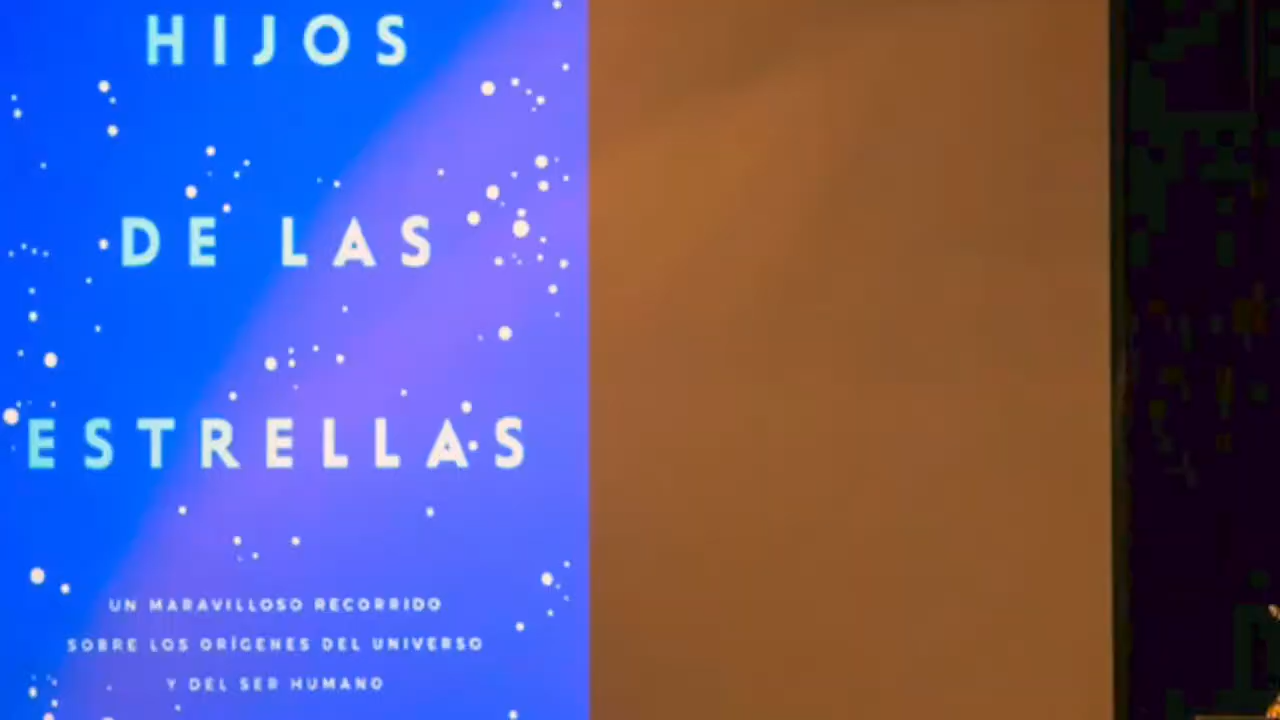 HIJOS
DE LAS
ESTRELLAS
UN MARAVILLOSO RECORRIDO
SOBRE LOS ORÍGENES DEL UNIVERSO
Y DEL SER HUMANO